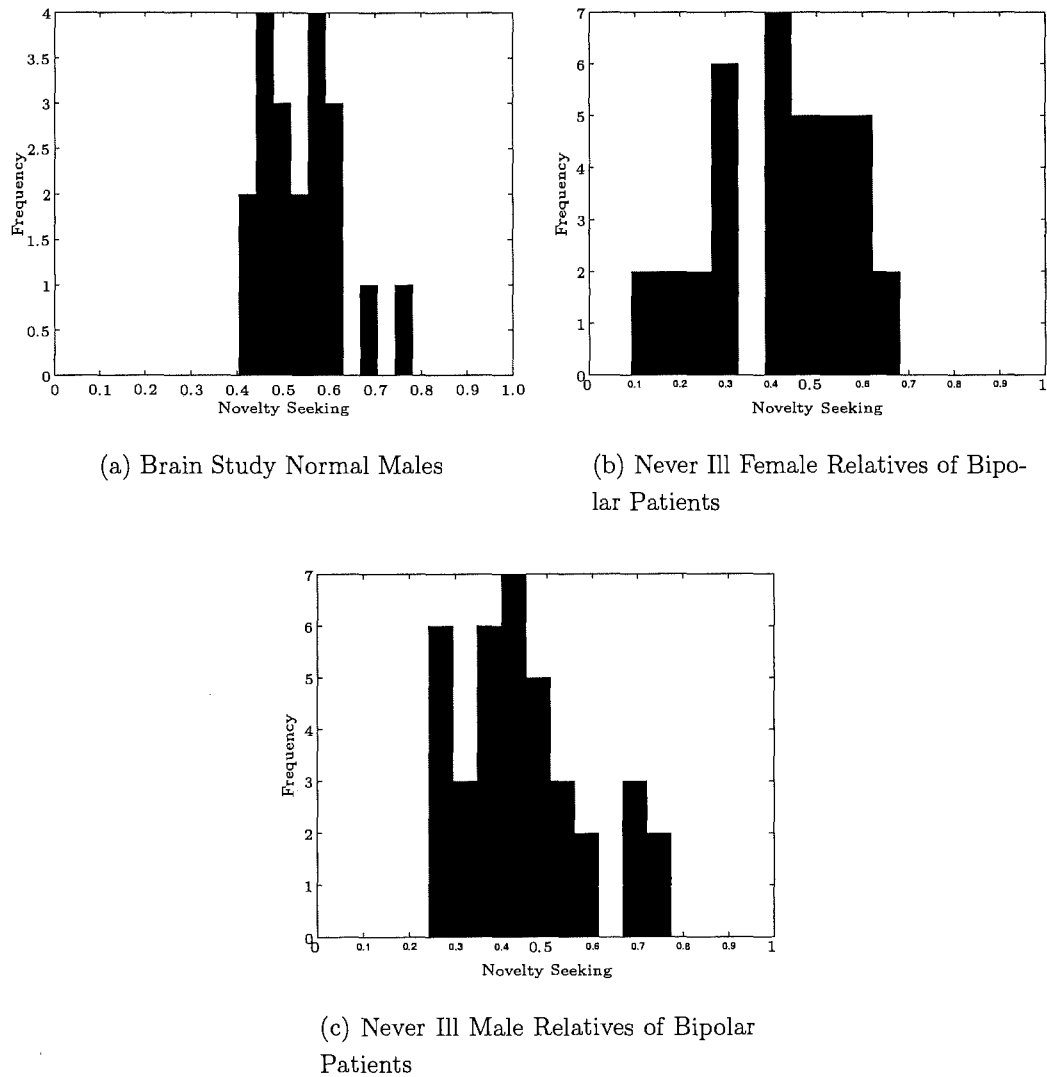 4
3.5
3
2.5
2
1.5
1
0.5
0
Frequency
0 0.1 0.2 0.3 0.4 0.5 0.6 0.7 0.8 0.9 1.0
Novelty Seeking
(a) Brain Study Normal Males
7
6
5
4
3
2
1
0
Frequency
0 0.1 0.2 0.3 0.4 0.5 0.6 0.7 0.8 0.9 1
Novelty Seeking
(b) Never Ill Female Relatives of Bipo-
lar Patients
7
6
5
4
3
2
1
0
Frequency
0 0.1 0.2 0.3 0.4 0.5 0.6 0.7 0.8 0.9 1
Novelty Seeking
(c) Never Ill Male Relatives of Bipolar
Patients